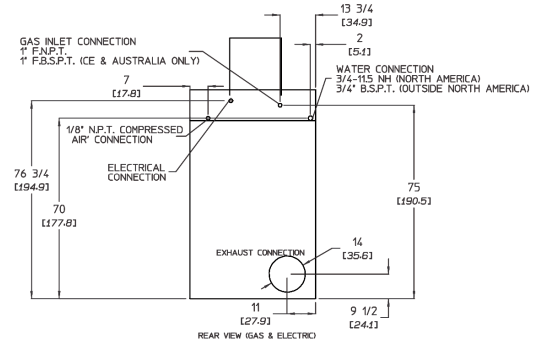 13 3/4
[34.9]
GAS INLET CONNECTION
1" F.N.P.T.
1" F.B.S.P.T. (CE & AUSTRALIA ONLY)
2
[5.1]
7
[17.8]
WATER CONNECTION
3/4-11.5 NH (NORTH AMERICA)
3/4" B.S.P.T. (OUTSIDE NORTH AMERICA)
1/8" N.P.T. COMPRESSED
AIR' CONNECTION
ELECTRICAL
CONNECTION
76 3/4
[194.9]
75
[190.5]
70
[177.8]
14
[35.6]
EXHAUST CONNECTION
11
[27.9]
9 1/2
[24.1]
REAR VIEW (GAS & ELECTRIC)